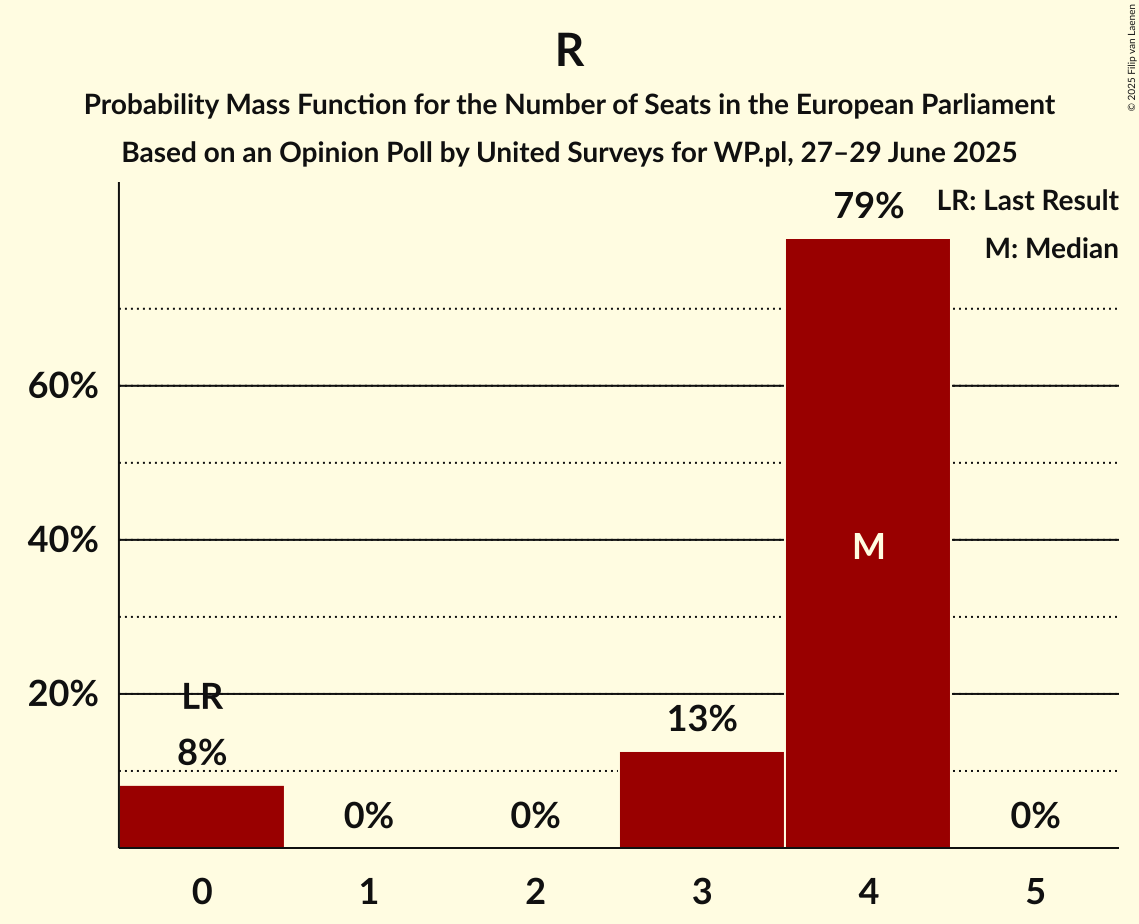 R
Probability Mass Function for the Number of Seats in the European Parliament
Based on an Opinion Poll by United Surveys for WP.pl, 27–29 June 2025
© 2025 Filip van Laenen
LR: Last Result
M: Median
79%
60%
40%
M
20%
LR
13%
8%
0%
0%
0%
0 1 2 3 4 5